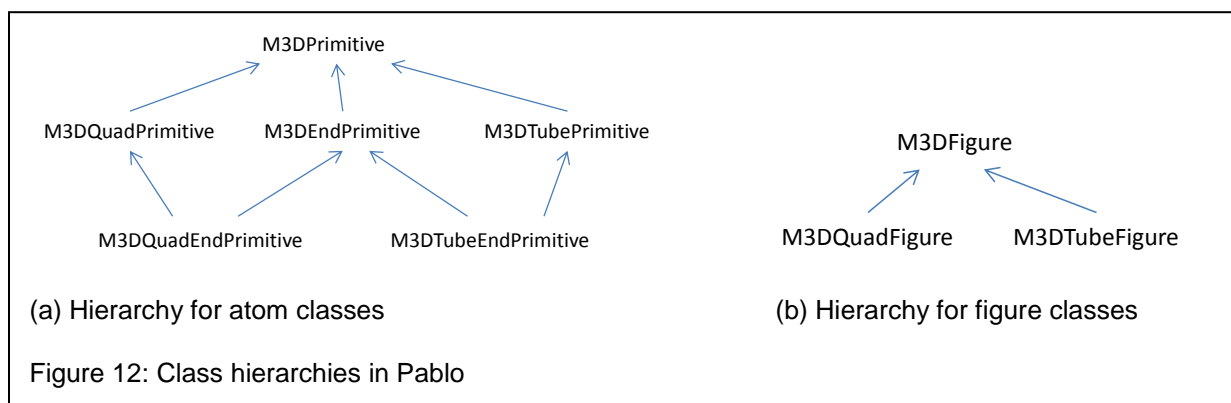 M3DPrimitive
M3DQuadPrimitive M3DEndPrimitive M3DTubePrimitive
M3DQuadEndPrimitive M3DTubeEndPrimitive
(a) Hierarchy for atom classes
M3DFigure
M3DQuadFigure M3DTubeFigure
(b) Hierarchy for figure classes
Figure 12: Class hierarchies in Pablo